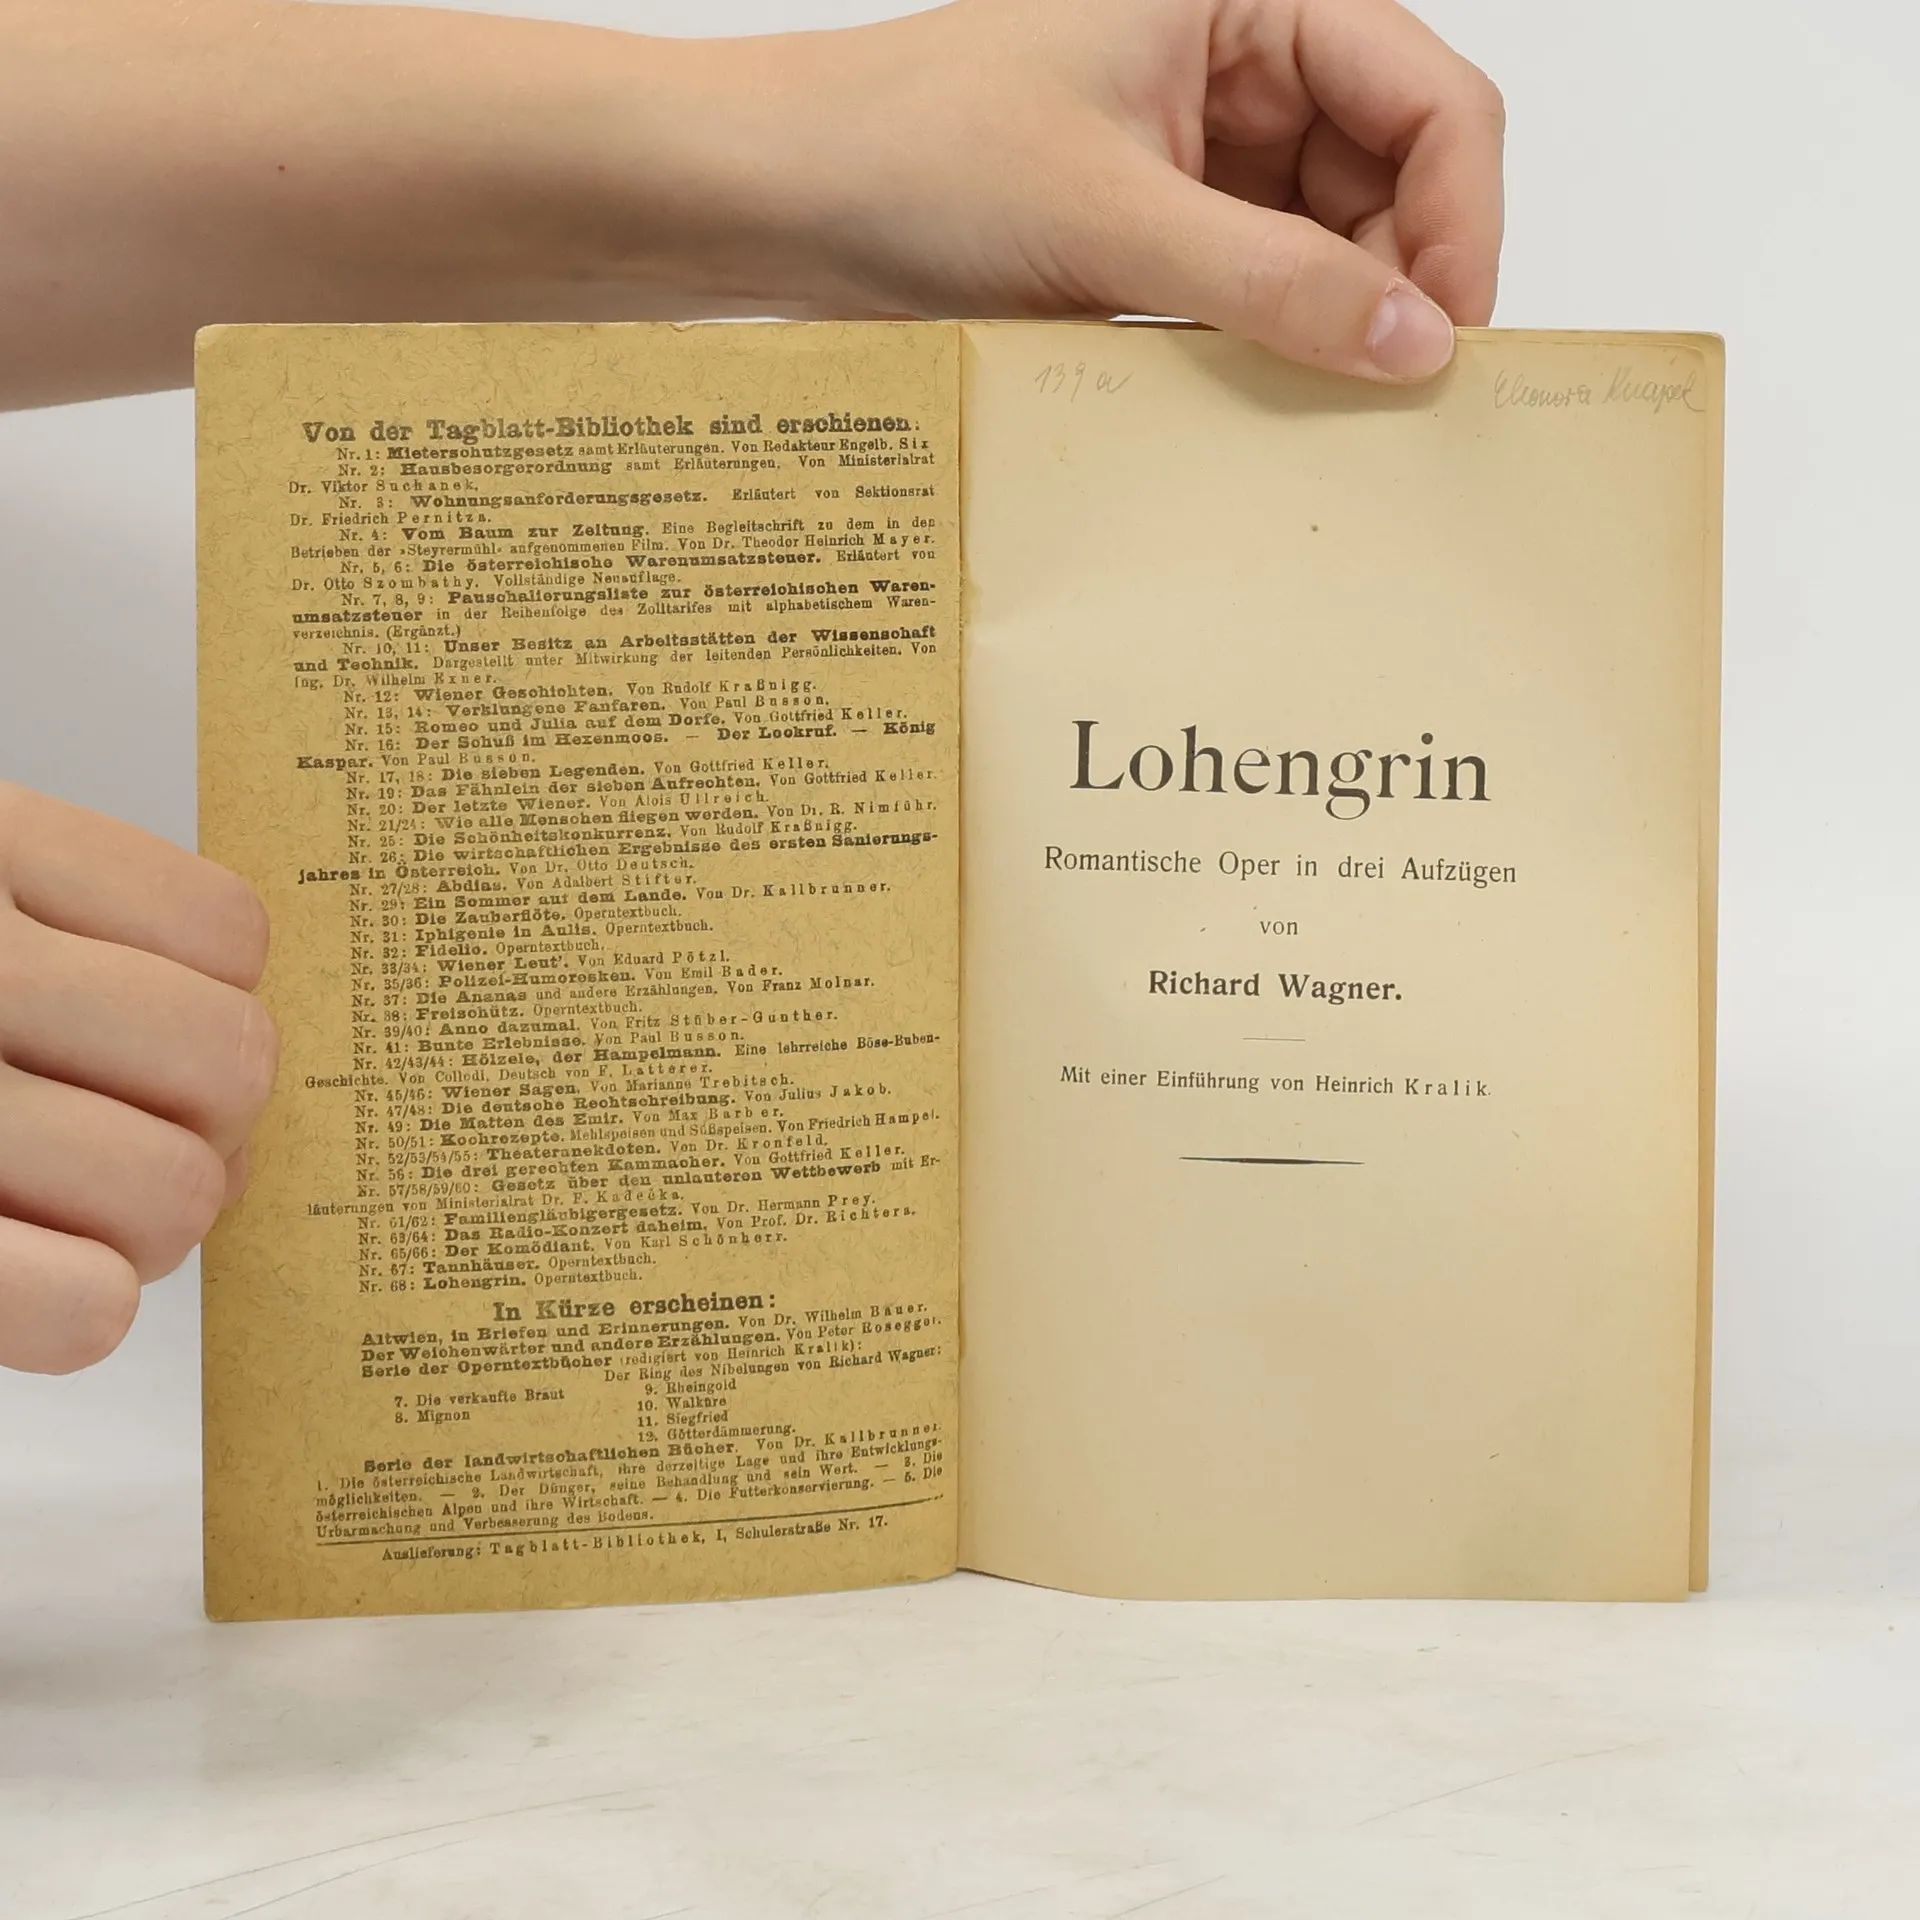 Von der Tagblatt-Bibliothek sind erschienen:
Nr. 1: Mieterschutzgesetz samt Erläuterungen. Von Redakteur Engelb. Six
Nr. 2: Hausbesorgerordnung samt Erläuterungen. Von Ministerialrat
Dr. Viktor Suchanek.
Nr. 3: Wohnungsanforderungsgesetz. Erläutert von Sektionsrat
Dr. Friedrich Pernitza.
Nr. 4: Vom Baum zur Zeitung. Eine Begleitschrift zu dem in den
Betrieben der »Steyrermühl« aufgenommenen Film. Von Dr. Theodor Heinrich Mayer.
Nr. 5, 6: Die österreichische Warenumsatzsteuer. Erläutert von
Dr. Otto Szombathy. Vollständige Neuauflage.
Nr. 7, 8, 9: Pauschalierungsliste zur österreichischen Waren-
umsatzsteuer in der Reihenfolge des Zolltarifes mit alphabetischem Waren-
verzeichnis. (Ergänzt.)
Nr. 10, 11: Unser Besitz an Arbeitsstätten der Wissenschaft
und Technik. Dargestellt unter Mitwirkung der leitenden Persönlichkeiten. Von
Ing. Dr. Wilhelm Exner.
Nr. 12: Wiener Geschichten. Von Rudolf Kraßnigg.
Nr. 13, 14: Verklungene Fanfaren. Von Paul Busson.
Nr. 15: Romeo und Julia auf dem Dorfe. Von Gottfried Keller.
Nr. 16: Der Schuß im Hexenmoos. — Der Lockruf. — König
Kaspar. Von Paul Busson.
Nr. 17, 18: Die sieben Legenden. Von Gottfried Keller.
Nr. 19: Das Fähnlein der sieben Aufrechten. Von Gottfried Keller.
Nr. 20: Der letzte Wiener. Von Alois Ullreich.
Nr. 21/24: Wie alle Menschen fliegen werden. Von Dr. R. Nimführ.
Nr. 25: Die Schönheitskonkurrenz. Von Rudolf Kraßnigg.
Nr. 26: Die wirtschaftlichen Ergebnisse des ersten Sanierungs-
jahres in Österreich. Von Dr. Otto Deutsch.
Nr. 27/28: Abdias. Von Adalbert Stifter.
Nr. 29: Ein Sommer auf dem Lande. Von Dr. Kallbrunner.
Nr. 30: Die Zauberflöte. Operntextbuch.
Nr. 31: Iphigenie in Aulis. Operntextbuch.
Nr. 32: Fidelio. Operntextbuch.
Nr. 33/34: Wiener Leut'. Von Eduard Pötzl.
Nr. 35/36: Polizei-Humoresken. Von Emil Bader.
Nr. 37: Die Ananas und andere Erzählungen. Von Franz Molnar.
Nr. 38: Freischütz. Operntextbuch.
Nr. 39/40: Anno dazumal. Von Fritz Stüber-Gunther.
Nr. 41: Bunte Erlebnisse. Von Paul Busson.
Nr. 42/43/44: Hölzele, der Hampelmann. Eine lehrreiche Böse-Buben-
Geschichte. Von Collodi. Deutsch von F. Latterer.
Nr. 45/46: Wiener Sagen. Von Marianne Trebitsch.
Nr. 47/48: Die deutsche Rechtschreibung. Von Julius Jakob.
Nr. 49: Die Matten des Emir. Von Max Barber.
Nr. 50/51: Kochrezepte. Mehlspeisen und Süßspeisen. Von Friedrich Hampel.
Nr. 52/53/54/55: Theateranekdoten. Von Dr. Kronfeld.
Nr. 56: Die drei gerechten Kammacher. Von Gottfried Keller.
Nr. 57/58/59/60: Gesetz über den unlauteren Wettbewerb mit Er-
läuterungen von Ministerialrat Dr. F. Kadečka.
Nr. 61/62: Familiengläubigergesetz. Von Dr. Hermann Prey.
Nr. 63/64: Das Radio-Konzert daheim. Von Prof. Dr. Richtera.
Nr. 65/66: Der Komödiant. Von Karl Schönherr.
Nr. 67: Tannhäuser. Operntextbuch.
Nr. 68: Lohengrin. Operntextbuch.
In Kürze erscheinen:
Altwien, in Briefen und Erinnerungen. Von Dr. Wilhelm Bauer.
Der Weichenwärter und andere Erzählungen. Von Peter Rosegger.
Serie der Operntextbücher (redigiert von Heinrich Kralik):
Der Ring des Nibelungen von Richard Wagner:
7. Die verkaufte Braut
8. Mignon
9. Rheingold
10. Walküre
11. Siegfried
12. Götterdämmerung.
Serie der landwirtschaftlichen Bücher. Von Dr. Kallbrunner.
1. Die österreichische Landwirtschaft, ihre derzeitige Lage und ihre Entwicklungs-
möglichkeiten. — 2. Der Dünger, seine Behandlung und sein Wert. — 3. Die
österreichischen Alpen und ihre Wirtschaft. — 4. Die Futterkonservierung. — 5. Die
Urbarmachung und Verbesserung des Bodens.
Auslieferung: Tagblatt-Bibliothek, I, Schulerstraße Nr. 17.
139 a
Eleonora
Lohengrin
Romantische Oper in drei Aufzügen
von
Richard Wagner.
Mit einer Einführung von Heinrich Kralik.